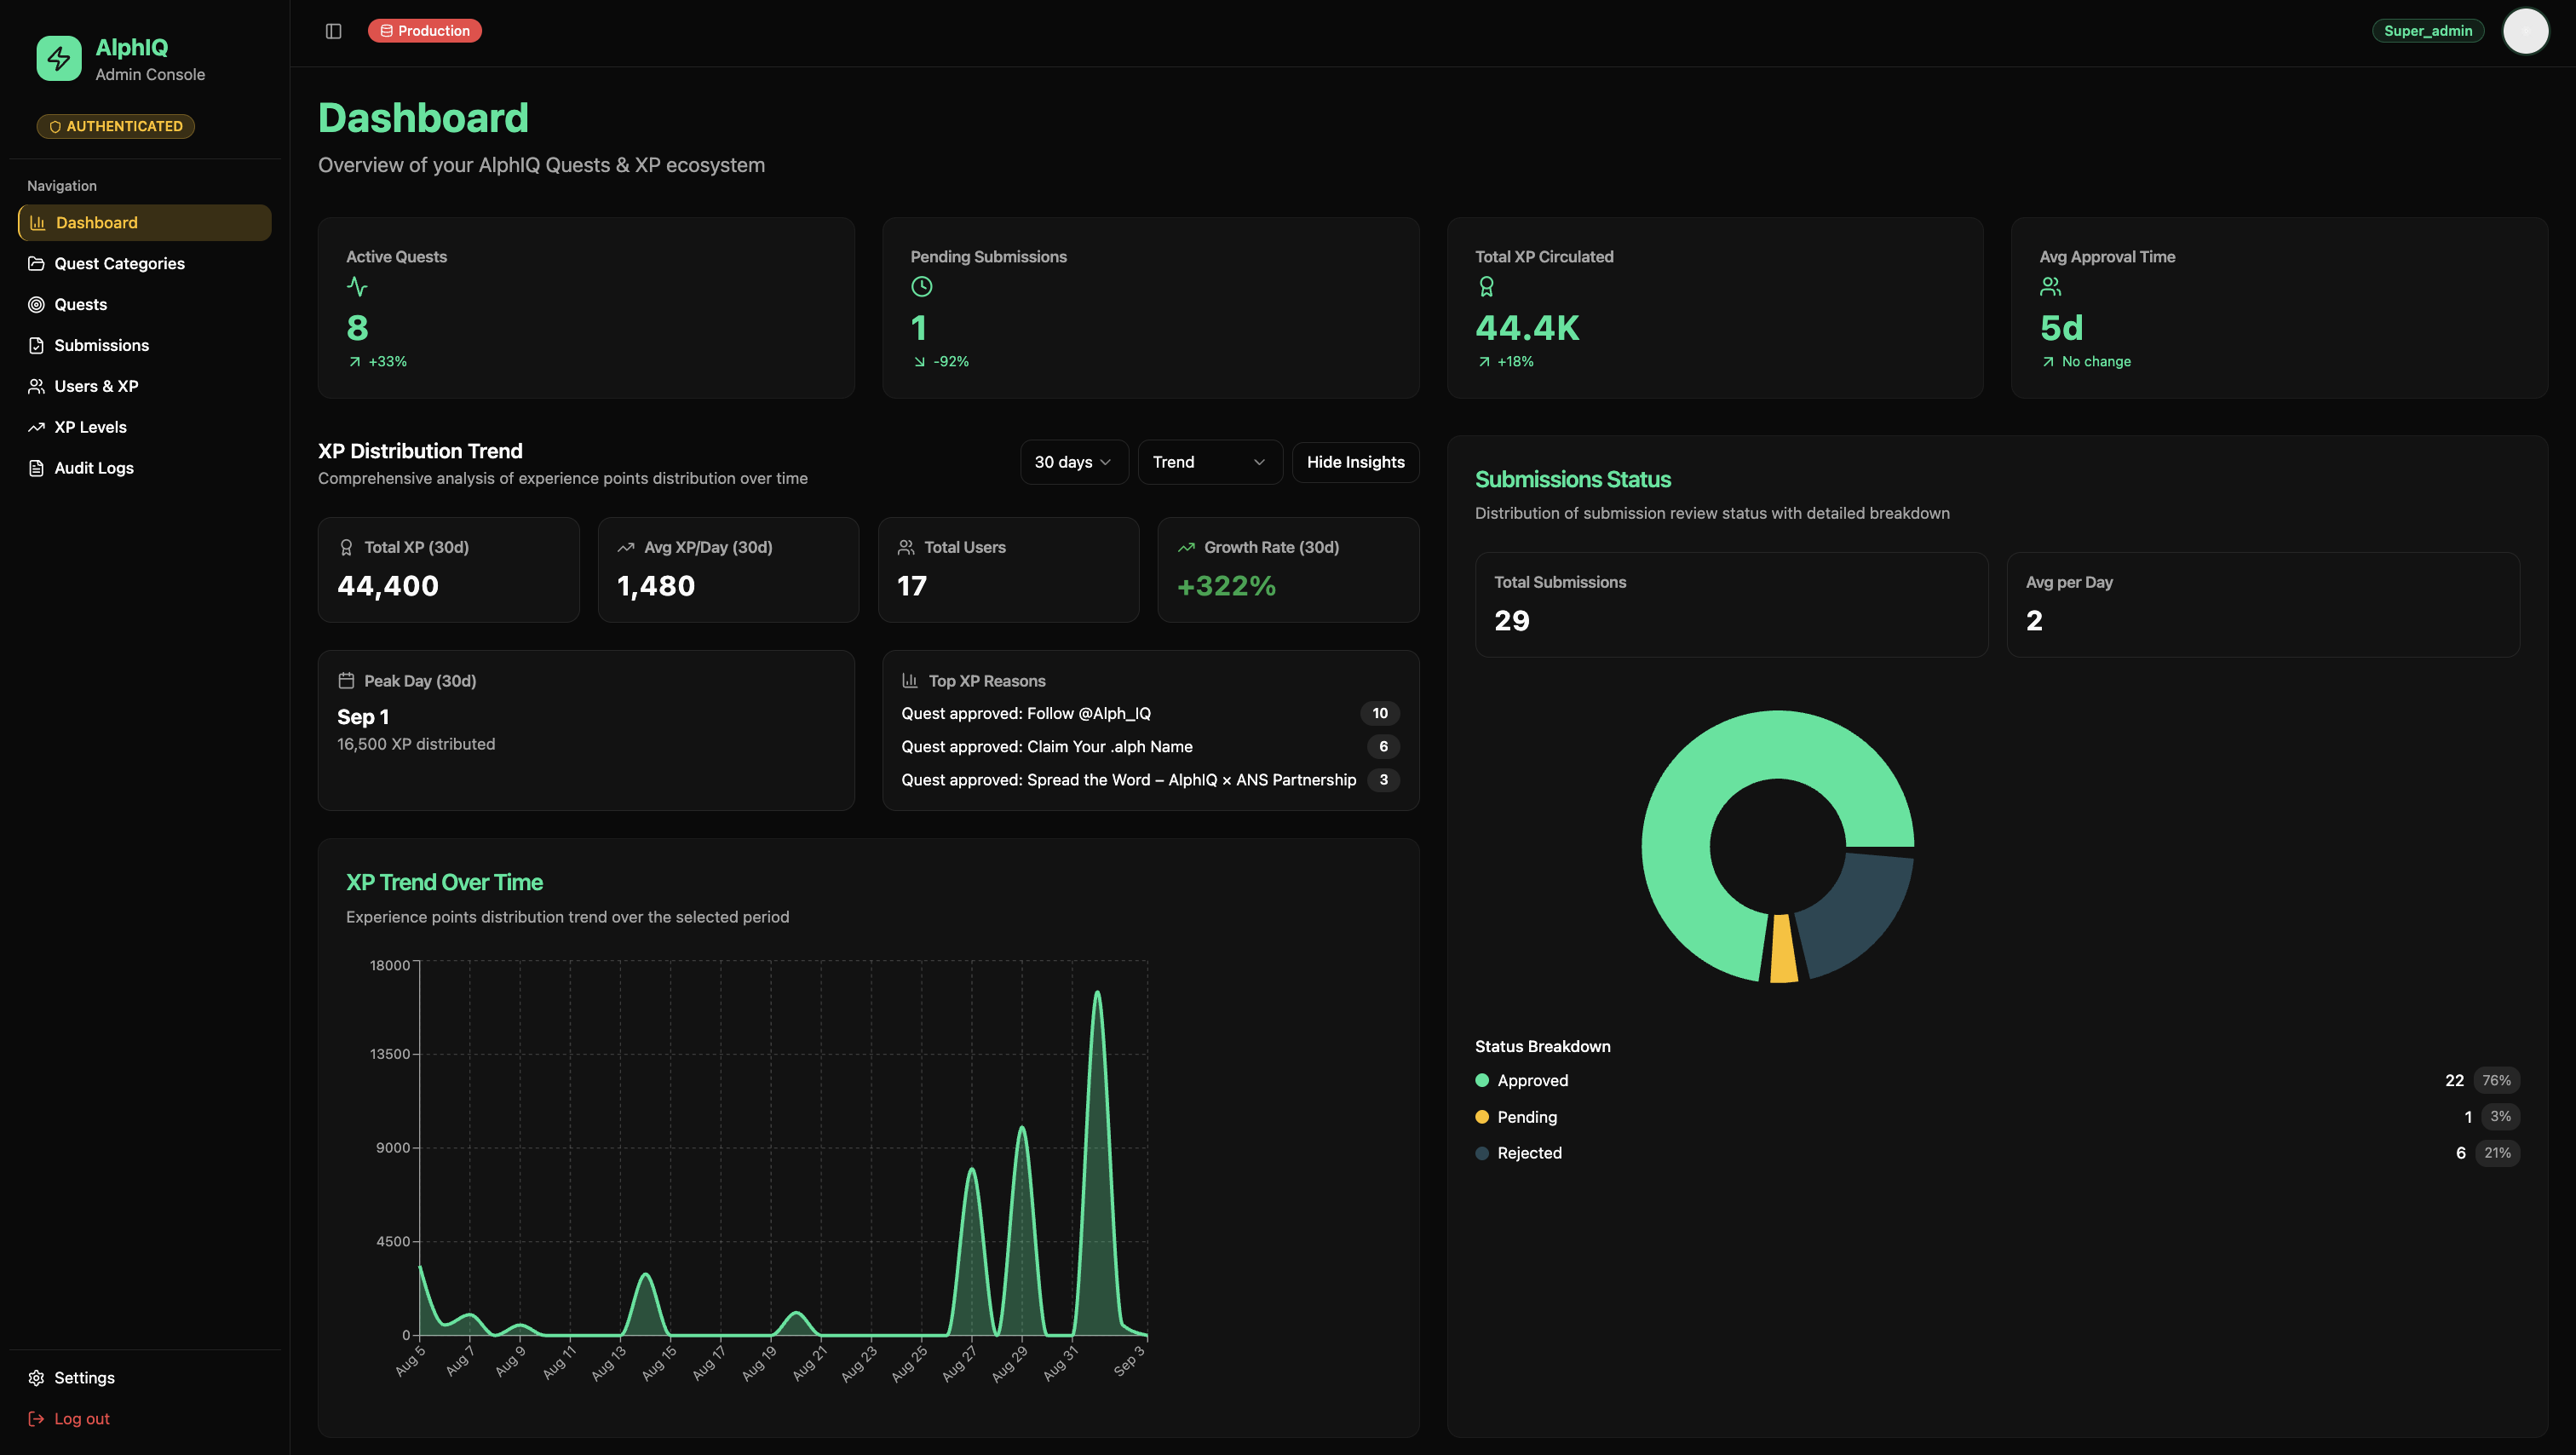 AlphIQ
Admin Console
AUTHENTICATED
Navigation
Dashboard
Quest Categories
Quests
Submissions
Users & XP
XP Levels
Audit Logs
Settings
Log out
Production
Super_admin
Dashboard
Overview of your AlphIQ Quests & XP ecosystem
Active Quests
8
+33%
Pending Submissions
1
-92%
Total XP Circulated
44.4K
+18%
Avg Approval Time
5d
No change
XP Distribution Trend
Comprehensive analysis of experience points distribution over time
30 days
Trend
Hide Insights
Total XP (30d)
44,400
Avg XP/Day (30d)
1,480
Total Users
17
Growth Rate (30d)
+322%
Peak Day (30d)
Sep 1
16,500 XP distributed
Top XP Reasons
Quest approved: Follow @Alph_IQ 10
Quest approved: Claim Your .alph Name 6
Quest approved: Spread the Word – AlphIQ × ANS Partnership 3
XP Trend Over Time
Experience points distribution trend over the selected period
18000
13500
9000
4500
0
Aug 5 Aug 7 Aug 9 Aug 11 Aug 13 Aug 15 Aug 17 Aug 19 Aug 21 Aug 23 Aug 25 Aug 27 Aug 29 Aug 31 Sep 3
Submissions Status
Distribution of submission review status with detailed breakdown
Total Submissions
29
Avg per Day
2
Status Breakdown
Approved 22 76%
Pending 1 3%
Rejected 6 21%